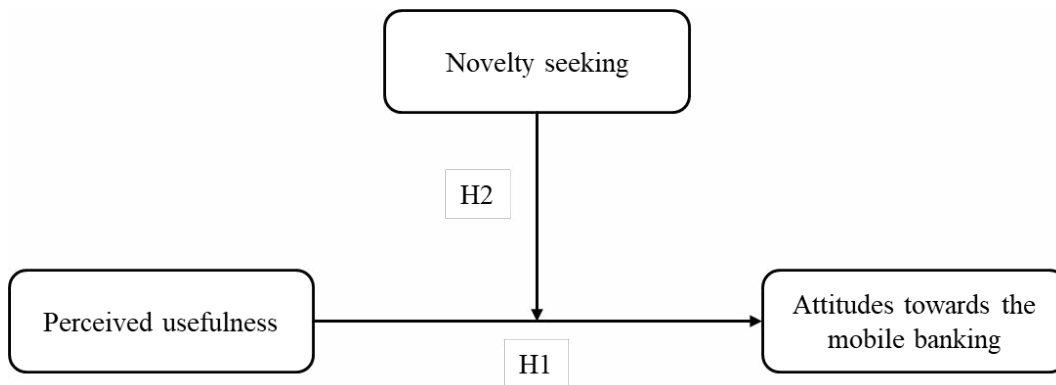 Novelty seeking
H2
Perceived usefulness
Attitudes towards the
mobile banking
H1